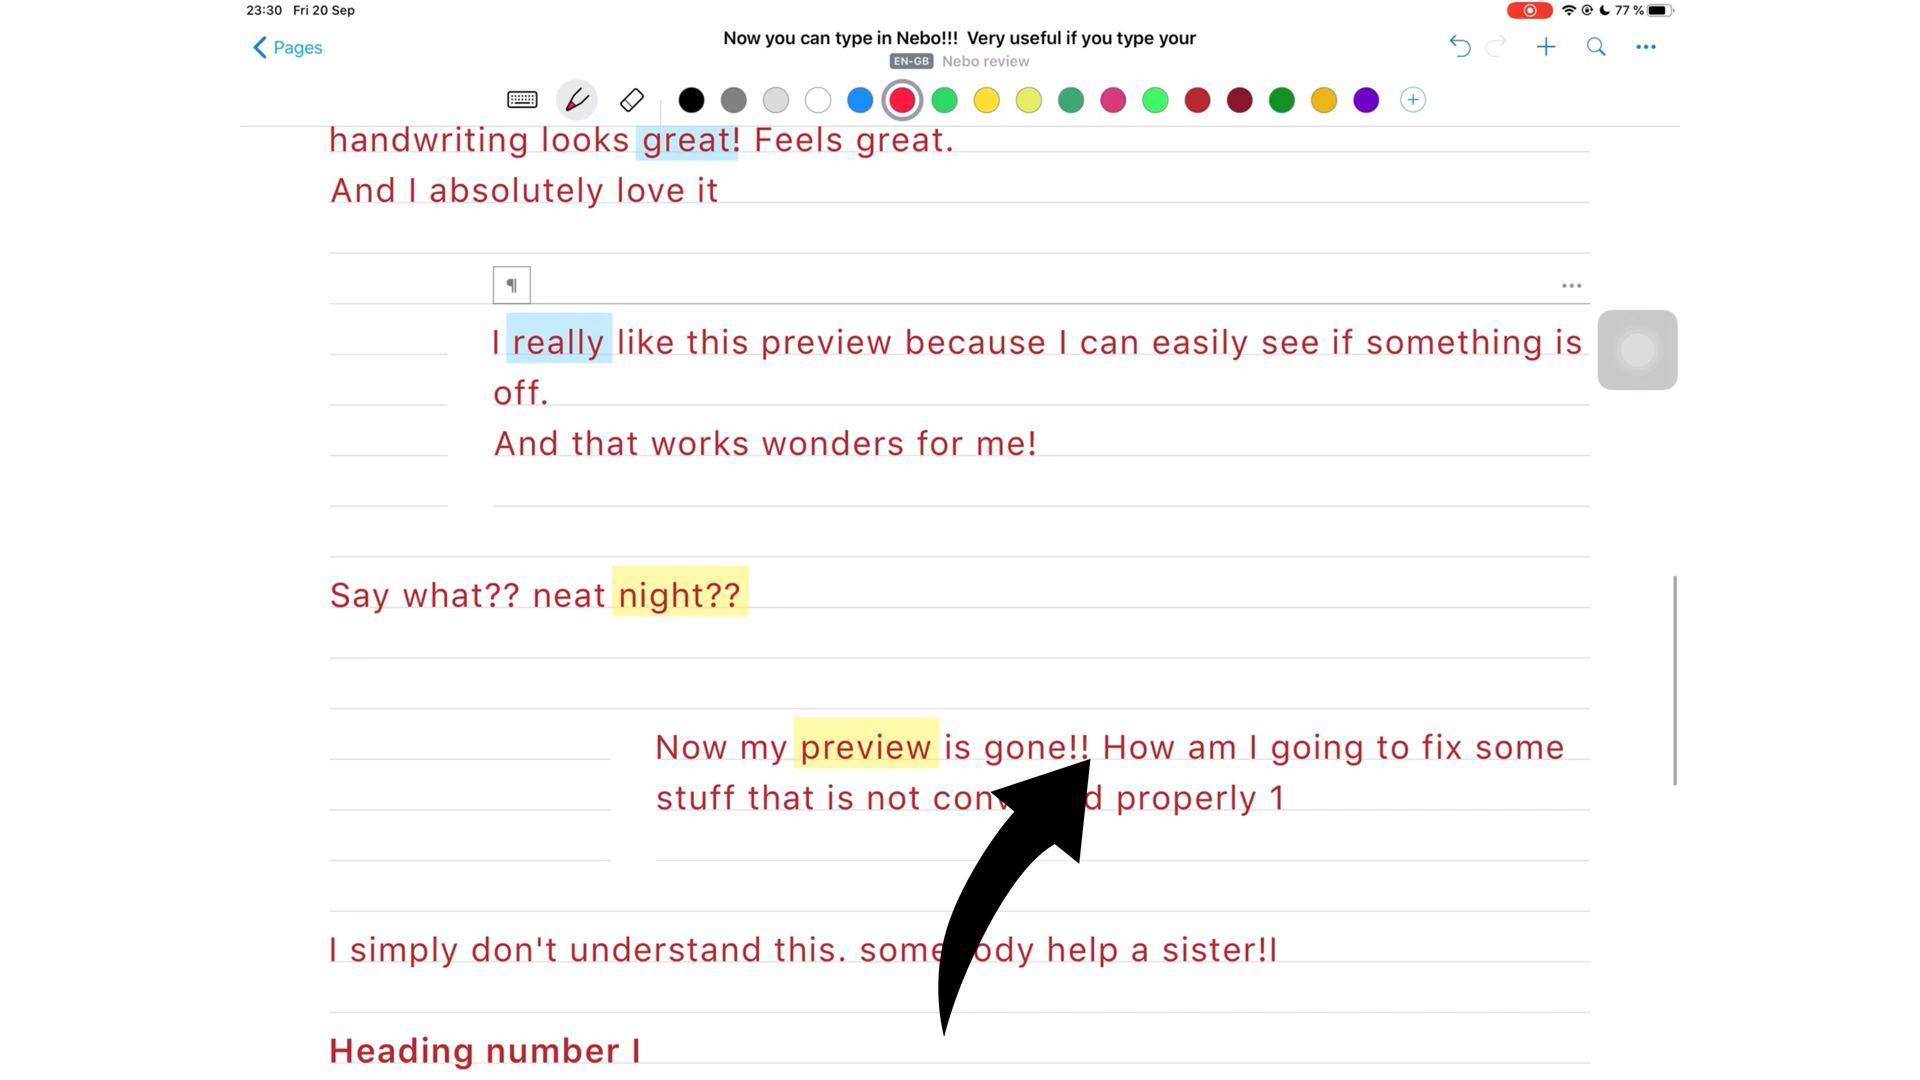 23:30 Fri 20 Sep 77 %
Pages
Now you can type in Nebo!!! Very useful if you type your
EN-GB Nebo review
handwriting looks great! Feels great.
And I absolutely love it
¶
I really like this preview because I can easily see if something is
off.
And that works wonders for me!
Say what?? neat night??
Now my preview is gone!! How am I going to fix some
stuff that is not properly 1
I simply don't understand this. help a sister!I
Heading number I